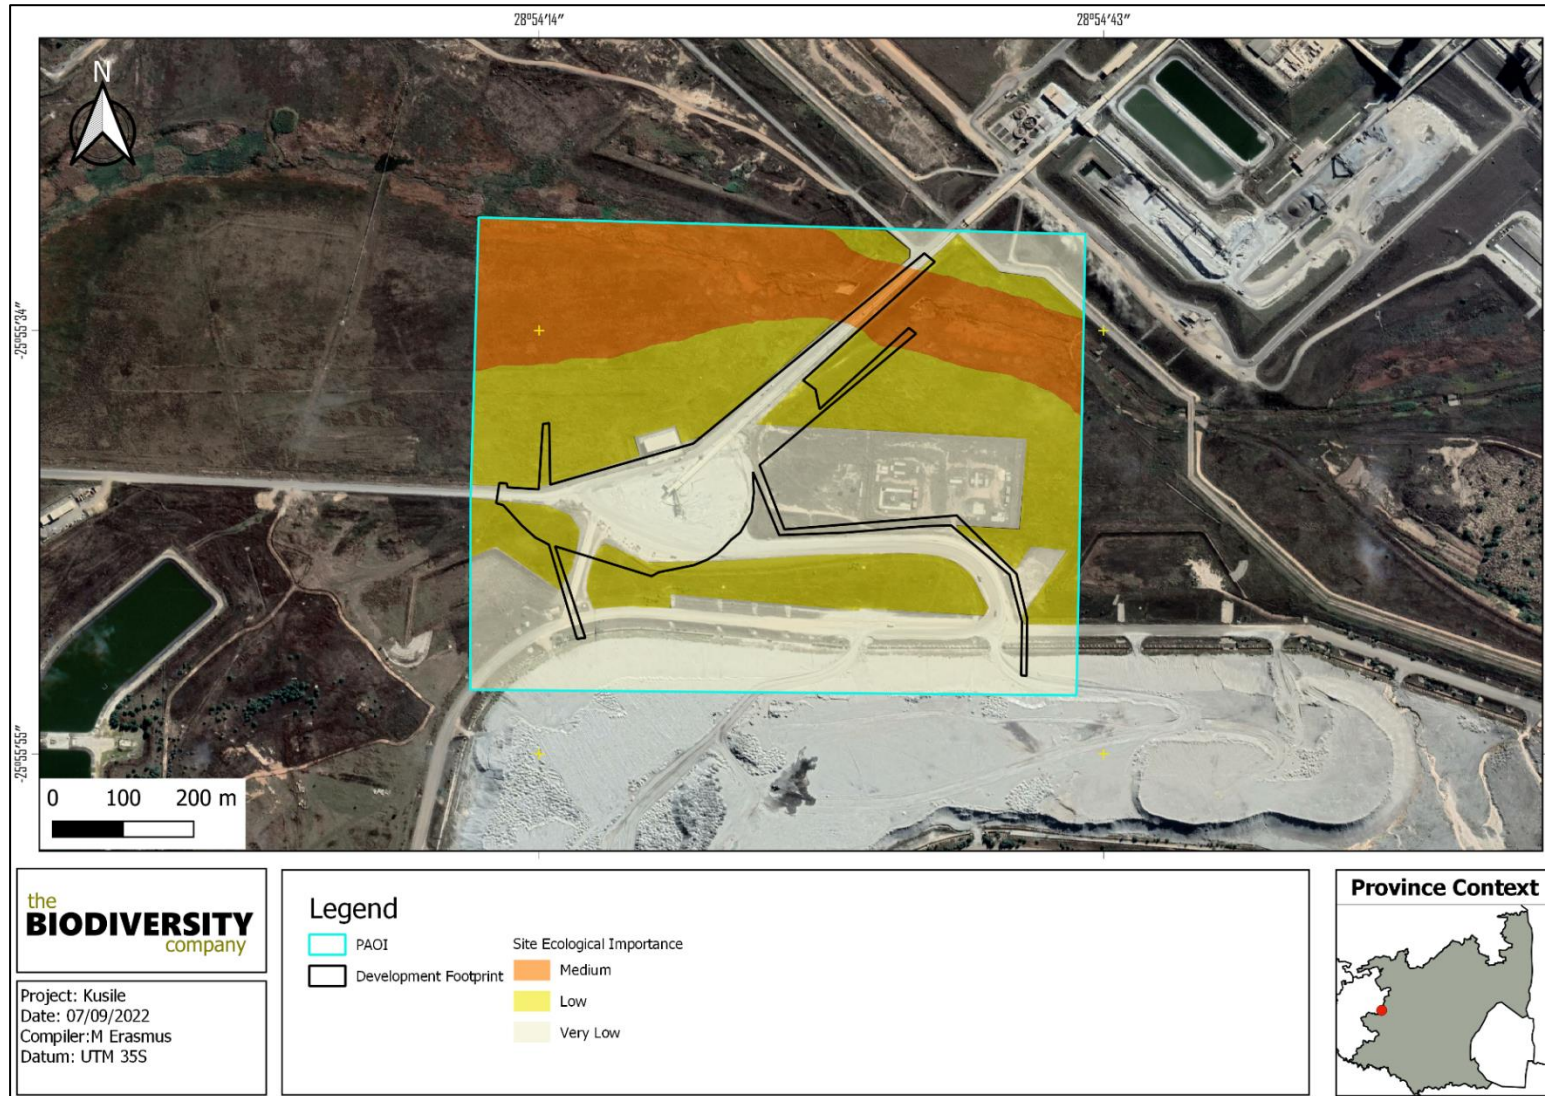 28°54'14"
28°54'43"
N
-25°55'34"
-25°55'55"
0 100 200 m
the
BIODIVERSITY
company
Project: Kusile
Date: 07/09/2022
Compiler:M Erasmus
Datum: UTM 35S
Legend
PAOI
Development Footprint
Site Ecological Importance
Medium
Low
Very Low
Province Context